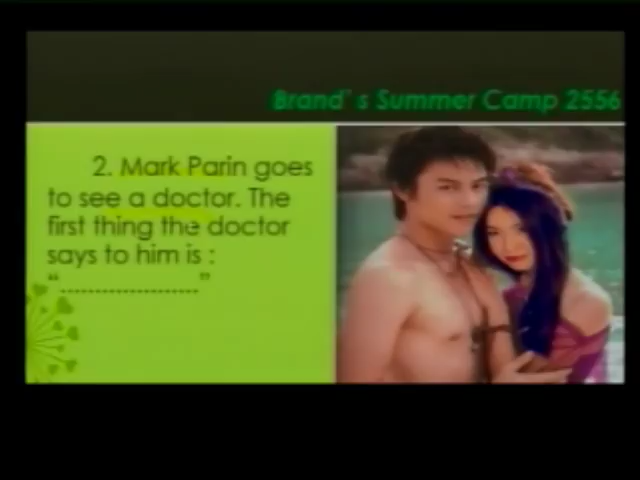 Brand's Summer Camp 2556
2. Mark Parin goes
to see a doctor. The
first thing the doctor
says to him is :
"....................."